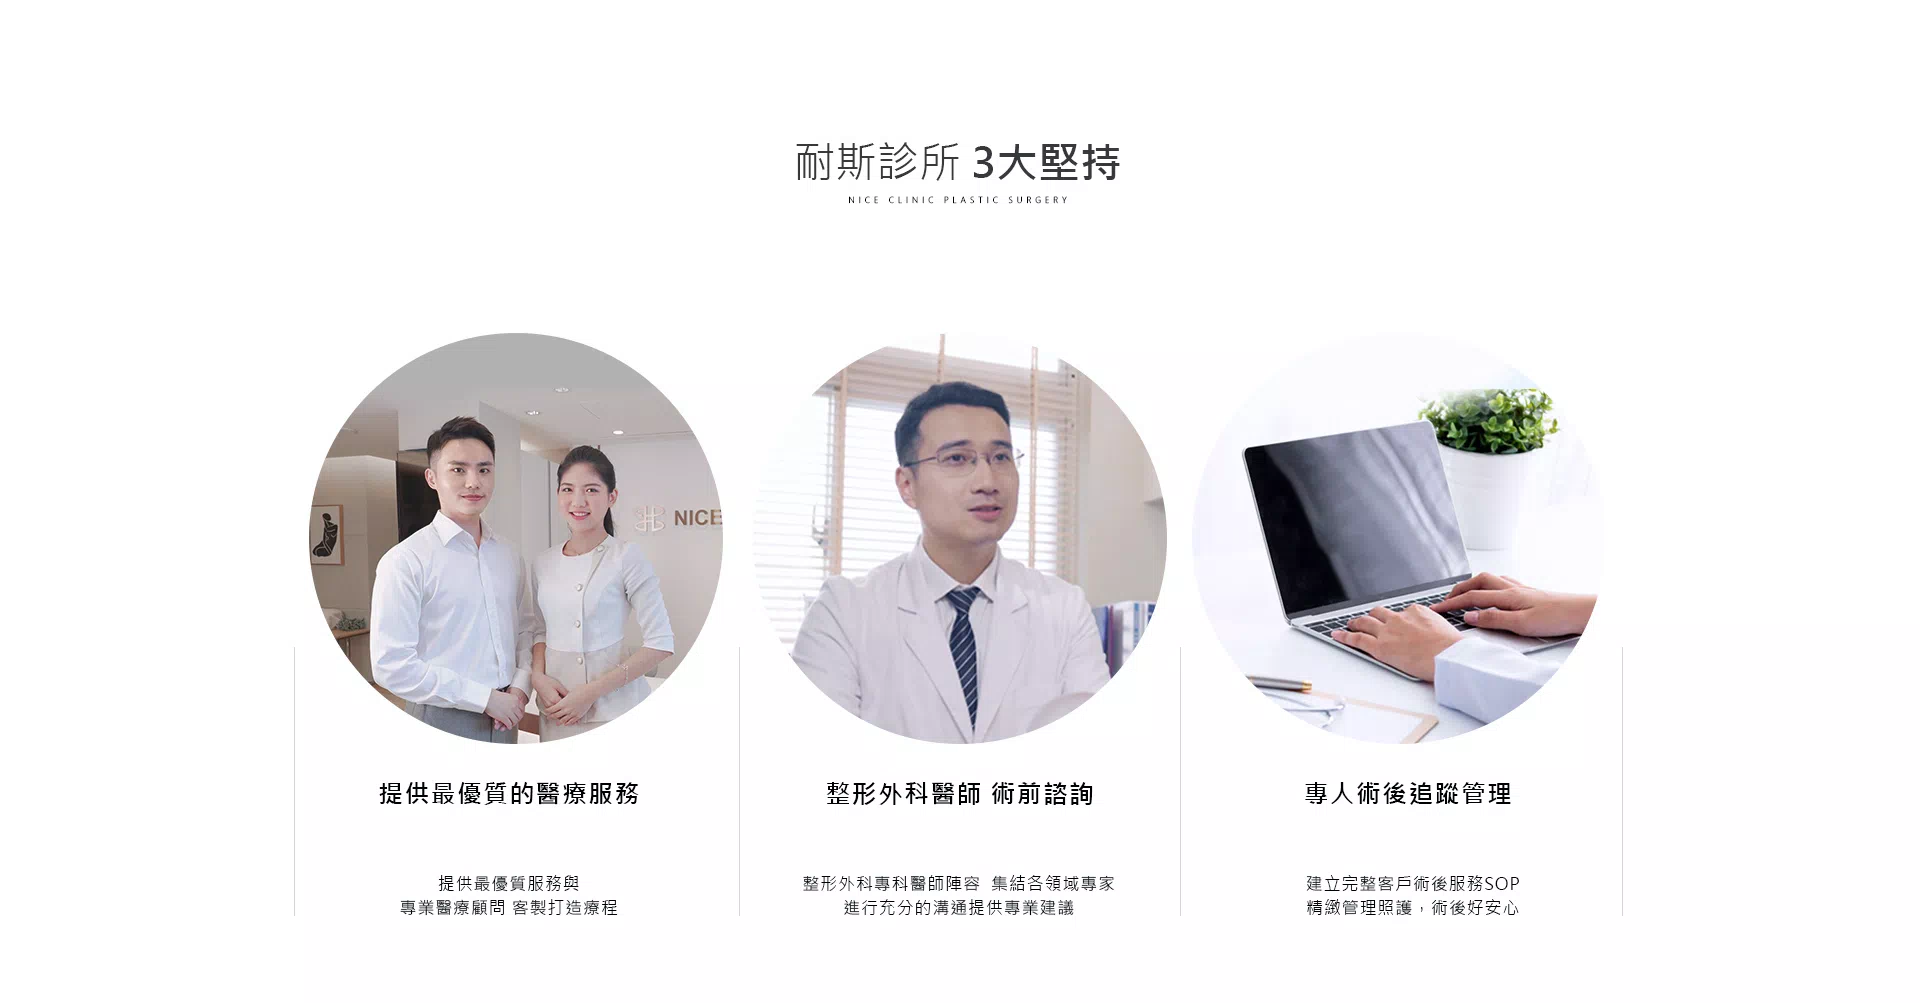 耐斯診所 3大堅持
NICE CLINIC PLASTIC SURGERY
NICE
提供最優質的醫療服務
提供最優質服務與
專業醫療顧問 客製打造療程
整形外科醫師 術前諮詢
整形外科專科醫師陣容 集結各領域專家
進行充分的溝通提供專業建議
專人術後追蹤管理
建立完整客戶術後服務SOP
精緻管理照護，術後好安心